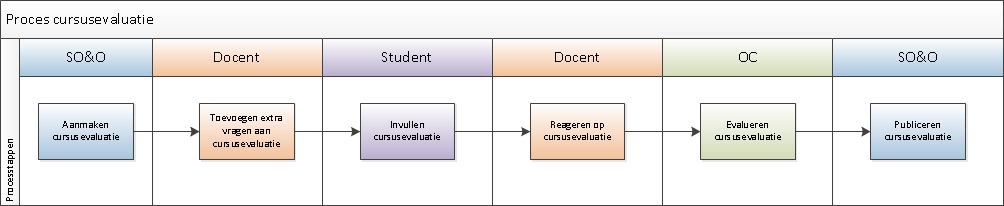 Proces cursusevaluatie
SO&O
Docent
Student
Docent
OC
SO&O
Processtappen
Aanmaken
cursusevaluatie
Toevoegen extra
vragen aan
cursusevaluatie
Invullen
cursusevaluatie
Reageren op
cursusevaluatie
Evalueren
cursusevaluatie
Publiceren
cursusevaluatie